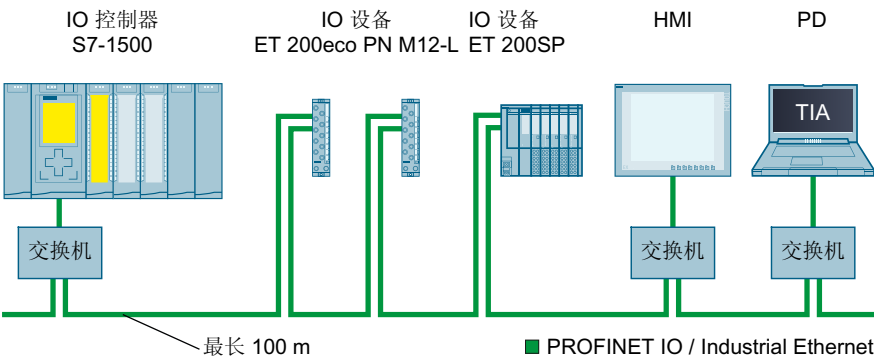 IO 控制器
S7-1500
IO 设备
ET 200eco PN M12-L
IO 设备
ET 200SP
HMI
PD
TIA
交换机
交换机
交换机
最长 100 m
PROFINET IO / Industrial Ethernet